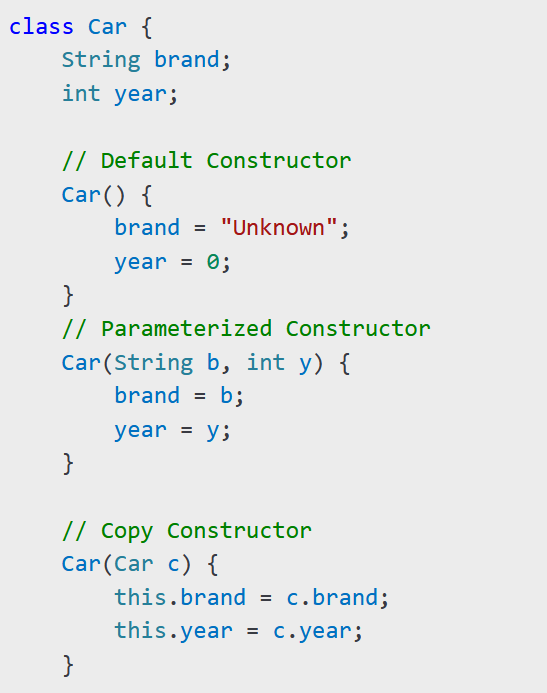 class Car {
    String brand;
    int year;

    // Default Constructor
    Car() {
        brand = "Unknown";
        year = 0;
    }
    // Parameterized Constructor
    Car(String b, int y) {
        brand = b;
        year = y;
    }

    // Copy Constructor
    Car(Car c) {
        this.brand = c.brand;
        this.year = c.year;
    }